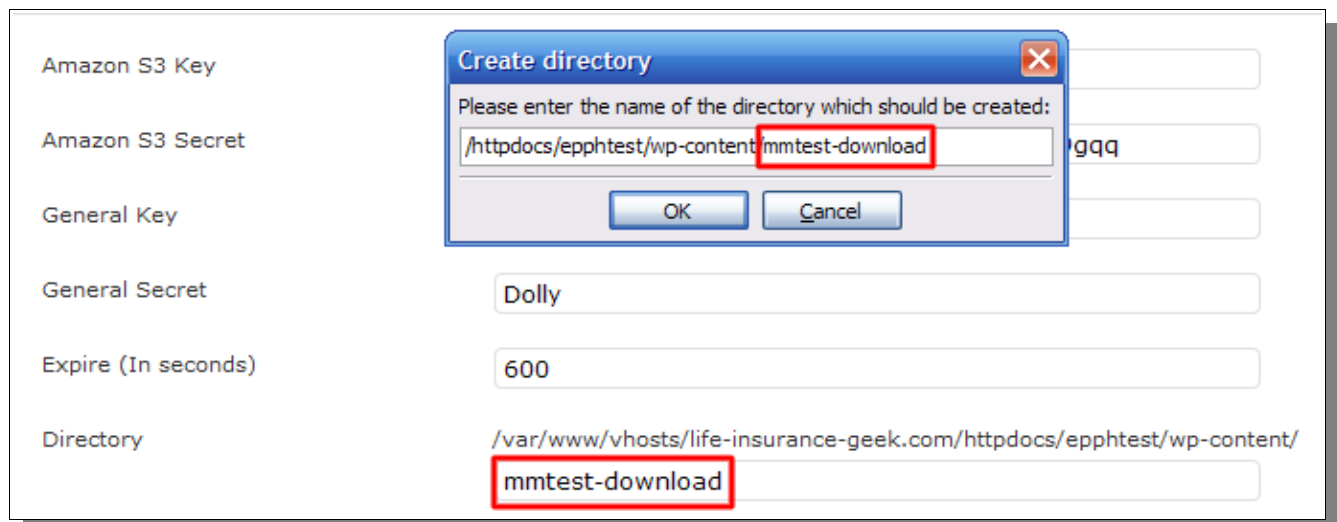 Create directory
Please enter the name of the directory which should be created:
/httpdocs/epphtest/wp-content/mmtest-download
OK Cancel
Amazon S3 Key
Amazon S3 Secret
General Key
General Secret Dolly
Expire (In seconds) 600
Directory /var/www/vhosts/life-insurance-geek.com/httpdocs/epphtest/wp-content/
mmtest-download